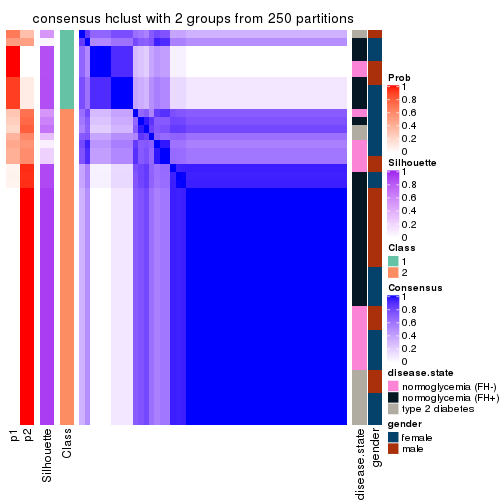 consensus hclust with 2 groups from 250 partitions
Prob
1
0.8
0.6
0.4
0.2
0
Silhouette
1
0.8
0.6
0.4
0.2
0
Class
1
2
Consensus
1
0.8
0.6
0.4
0.2
0
disease.state
normoglycemia (FH-)
normoglycemia (FH+)
type 2 diabetes
gender
female
male
p1
p2
Silhouette
Class
disease.state
gender